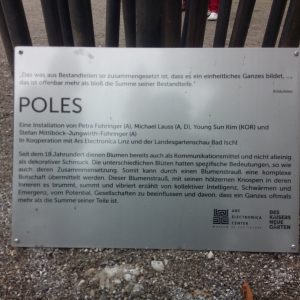 „Das was aus Bestandteilen so zusammengesetzt ist, dass es ein einheitliches Ganzes bildet, ...
das ist offenbar mehr als bloß die Summe seiner Bestandteile."
Aristoteles
POLES
Eine Installation von Petra Fuhringer (A), Michael Lauss (A, D), Young Sun Kim (KOR) und
Stefan Mittlböck-Jungwirth-Fohringer (A)
In Kooperation mit Ars Electronica Linz und der Landesgartenschau Bad Ischl
Seit dem 18.Jahrhundert dienen Blumen bereits auch als Kommunikationsmittel und nicht alleinig
als dekorativer Schmuck. Die unterschiedlichen Blüten hatten spezifische Bedeutungen, so wie
auch deren Zusammensetzung. Somit kann durch einen Blumenstrauß eine komplexe
Botschaft übermittelt werden. Dieser Blumenstrauß, mit seinen hölzernen Knospen in deren
Inneren es brummt, summt und vibriert erzählt von kollektiver Intelligenz, Schwärmen und
Emergenz, vom Potential, Gesellschaften zu beeinflussen und davon, dass ein Ganzes oftmals
mehr als die Summe seiner Teile ist.
ARS
ELECTRONICA
CENTER
DES
KAISERS
NEUE
GÄRTEN